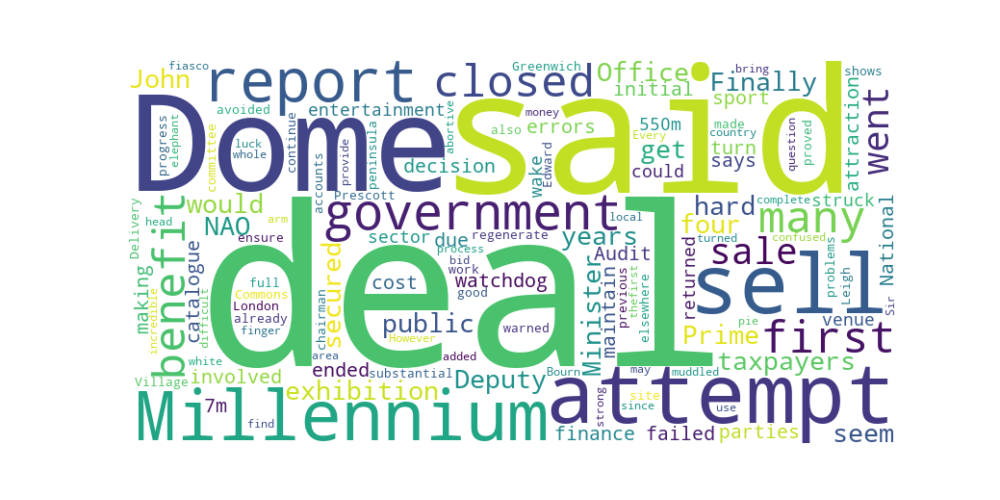 fiasco
Greenwich
bring
John
report
closed
Office
Finally
shows
progress
elephant
avoided
entertainment
abortive
money
initial
sport
attraction
went
committee
luck
whole
continue
Dome
said
also
errors
550m
made
country
question
proved
accounts
provide
peninsula
decision
wake
Edward
Every
get
turn
says
could
struck
Delivery
benefit
would
NAO
government
local
hard
many
complete
four
head
arm
sector
due
regenerate
years
turned
confused
National
making
catalogue
ensure
process
Audit
sale
problems
Leigh
Sir
difficult
incredible
full
Commons
London
already
finger
secured
cost
bid
work
good
watchdog
Minister
maintain
previous
thefirst
elsewhere
returned
sell
venue
deal
chairman
public
However
warned
Prime
pie
first
white
area
ended
added
substantial
Deputy
Bourn
may
muddled
taxpayers
Village
involved
exhibition
strong
site
since
use
attempt
7m
find
Millennium
finance
failed
parties
seem
Prescott